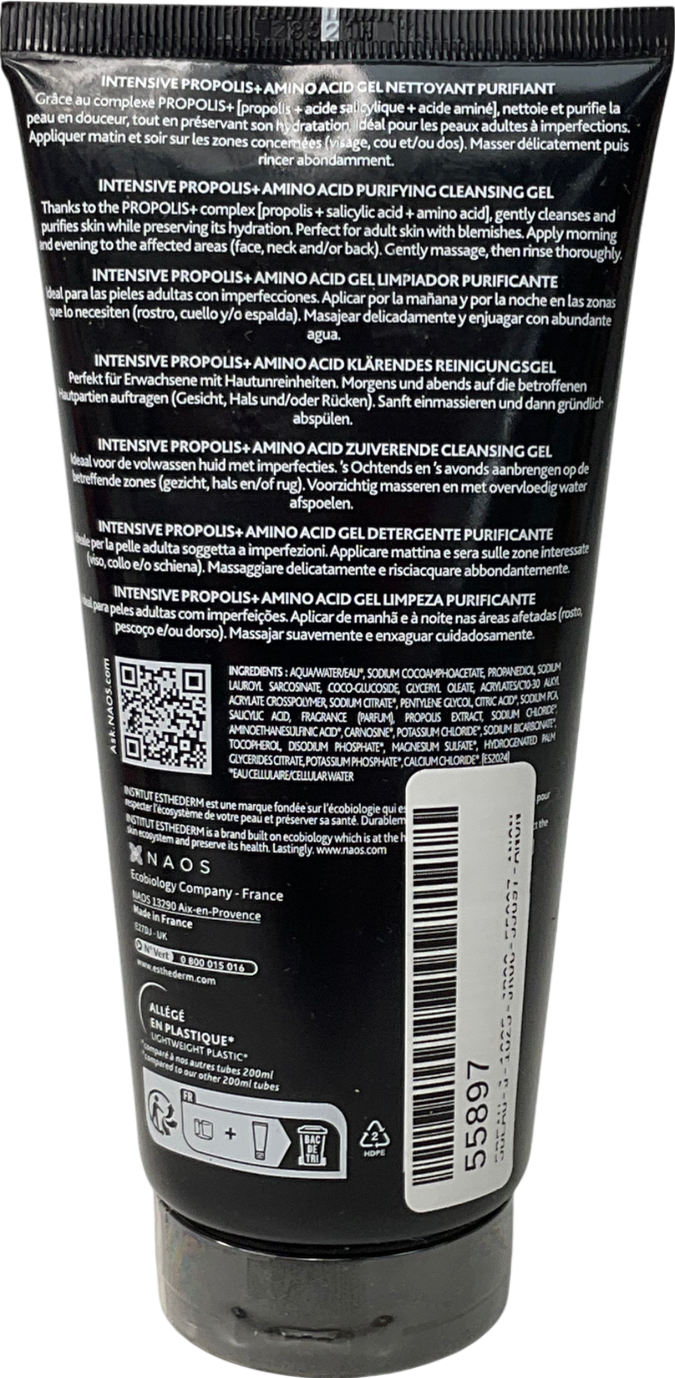 INTENSIVE PROPOLIS+ AMINO ACID GEL NETTOYANT PURIFIANT
Grâce au complexe PROPOLIS+ [propolis + acide salicylique + acide aminé], nettoie et purifie la
peau en douceur, tout en préservant son hydratation. Idéal pour les peaux adultes à imperfections.
Appliquer matin et soir sur les zones concernées (visage, cou et/ou dos). Masser délicatement puis
rincer abondamment.
INTENSIVE PROPOLIS+ AMINO ACID PURIFYING CLEANSING GEL
Thanks to the PROPOLIS+ complex [propolis + salicylic acid + amino acid], gently cleanses and
purifies skin while preserving its hydration. Perfect for adult skin with blemishes. Apply morning
and evening to the affected areas (face, neck and/or back). Gently massage, then rinse thoroughly.
INTENSIVE PROPOLIS+ AMINO ACID GEL LIMPIADOR PURIFICANTE
Ideal para las pieles adultas con imperfecciones. Aplicar por la mañana y por la noche en las zonas
que lo necesiten (rostro, cuello y/o espalda). Masajear delicadamente y enjuagar con abundante
agua.
INTENSIVE PROPOLIS+ AMINO ACID KLÄRENDES REINIGUNGSGEL
Perfekt für Erwachsene mit Hautunreinheiten. Morgens und abends auf die betroffenen
Hautpartien auftragen (Gesicht, Hals und/oder Rücken). Sanft einmassieren und dann gründlich
abspülen.
INTENSIVE PROPOLIS+ AMINO ACID ZUIVERENDE CLEANSING GEL
Ideaal voor de volwassen huid met imperfecties. 's Ochtends en 's avonds aanbrengen op de
betreffende zones (gezicht, hals en/of rug). Voorzichtig masseren en met overvloedig water
afspoelen.
INTENSIVE PROPOLIS+ AMINO ACID GEL DETERGENTE PURIFICANTE
Ideale per la pelle adulta soggetta a imperfezioni. Applicare mattina e sera sulle zone interessate
(viso, collo e/o schiena). Massaggiare delicatamente e risciacquare abbondantemente.
INTENSIVE PROPOLIS+ AMINO ACID GEL LIMPEZA PURIFICANTE
Ideal para peles adultas com imperfeições. Aplicar de manhã e à noite nas áreas afetadas (rosto,
pescoço e/ou dorso). Massajar suavemente e enxaguar cuidadosamente.
Ask.NAOS.com
INGREDIENTS : AQUA/WATER/EAU*, SODIUM COCOAMPHOACETATE, PROPANEDIOL, SODIUM
LAUROYL SARCOSINATE, COCO-GLUCOSIDE, GLYCERYL OLEATE, ACRYLATES/C10-30 ALKYL
ACRYLATE CROSSPOLYMER, SODIUM CITRATE*, PENTYLENE GLYCOL, CITRIC ACID*, SODIUM PCA,
SALICYLIC ACID, FRAGRANCE (PARFUM), PROPOLIS EXTRACT, SODIUM CHLORIDE*,
AMINOETHANESULFINIC ACID*, CARNOSINE*, POTASSIUM CHLORIDE*, SODIUM BICARBONATE*,
TOCOPHEROL, DISODIUM PHOSPHATE*, MAGNESIUM SULFATE*, HYDROGENATED PALM
GLYCERIDES CITRATE, POTASSIUM PHOSPHATE*, CALCIUM CHLORIDE*. [ES2024]
*EAU CELLULAIRE/CELLULAR WATER
INSTITUT ESTHEDERM est une marque fondée sur l'écobiologie qui es pour
respecter l'écosystème de votre peau et préserver sa santé. Durablem
INSTITUT ESTHEDERM is a brand built on ecobiology which is at the h t the
skin ecosystem and preserve its health. Lastingly. www.naos.com
NAOS
Ecobiology Company - France
NAOS 13290 Aix-en-Provence
Made in France
E27DJ - UK
N° Vert 0 800 015 016
www.esthederm.com
ALLÉGÉ
EN PLASTIQUE*
LIGHTWEIGHT PLASTIC*
*comparé à nos autres tubes 200ml
*compared to our other 200ml tubes
FR
+
BAC
DE
TRI
2
HDPE
55897